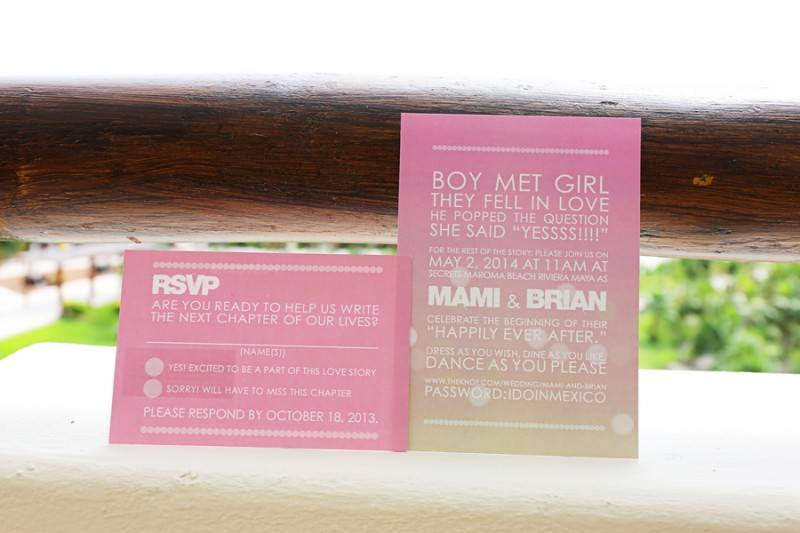 RSVP
ARE YOU READY TO HELP US WRITE
THE NEXT CHAPTER OF OUR LIVES?
(NAME(S))
YES! EXCITED TO BE A PART OF THIS LOVE STORY
SORRY! WILL HAVE TO MISS THIS CHAPTER
PLEASE RESPOND BY OCTOBER 18, 2013.
BOY MET GIRL
THEY FELL IN LOVE
HE POPPED THE QUESTION
SHE SAID "YESSSS!!!!"
FOR THE REST OF THE STORY, PLEASE JOIN US ON
MAY 2, 2014 AT 11AM AT
SECRETS MAROMA BEACH RIVIERA MAYA AS
MAMI & BRIAN
CELEBRATE THE BEGINNING OF THEIR
"HAPPILY EVER AFTER."
DRESS AS YOU WISH, DINE AS YOU LIKE
DANCE AS YOU PLEASE
WWW.THEKNOT.COM/WEDDING/MAMI-AND-BRIAN
PASSWORD:IDOINMEXICO